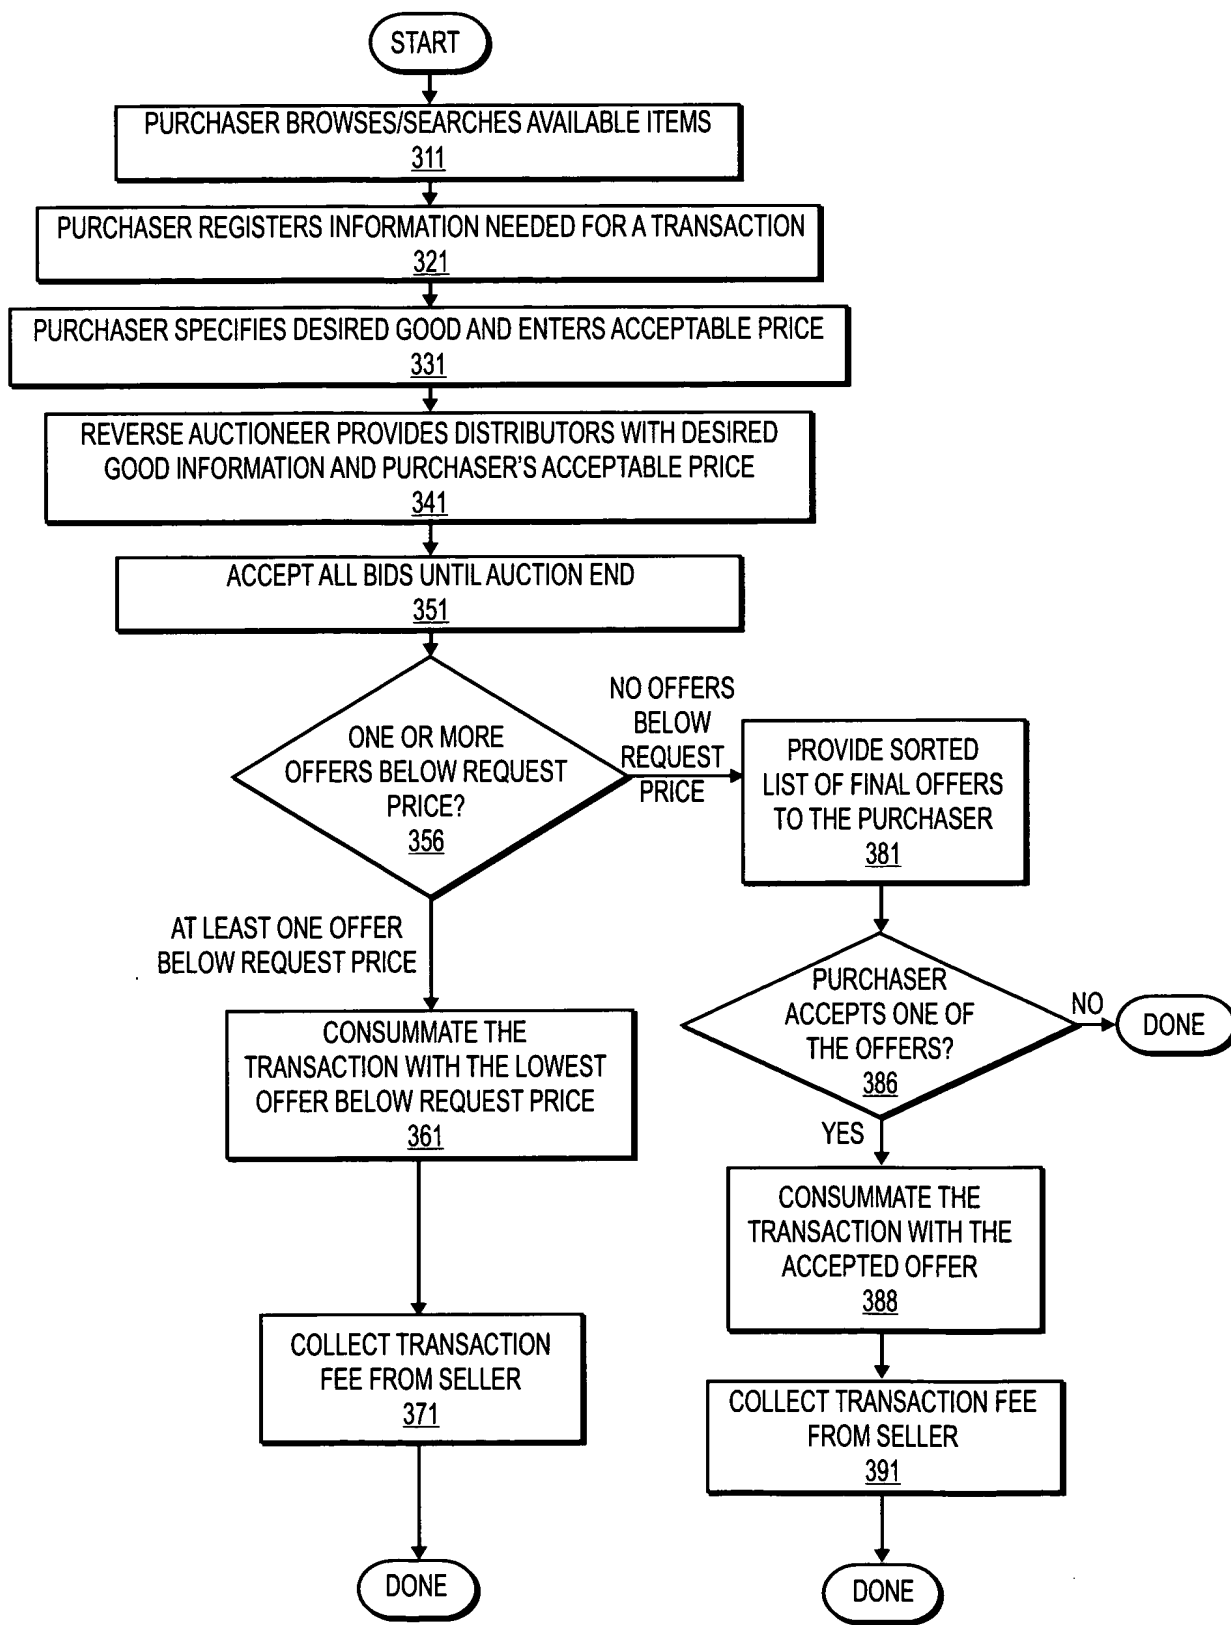 START
PURCHASER BROWSES/SEARCHES AVAILABLE ITEMS
311
PURCHASER REGISTERS INFORMATION NEEDED FOR A TRANSACTION
321
PURCHASER SPECIFIES DESIRED GOOD AND ENTERS ACCEPTABLE PRICE
331
REVERSE AUCTIONEER PROVIDES DISTRIBUTORS WITH DESIRED
GOOD INFORMATION AND PURCHASER'S ACCEPTABLE PRICE
341
ACCEPT ALL BIDS UNTIL AUCTION END
351
ONE OR MORE
OFFERS BELOW REQUEST
PRICE?
356
NO OFFERS
BELOW
REQUEST
PRICE
PROVIDE SORTED
LIST OF FINAL OFFERS
TO THE PURCHASER
381
AT LEAST ONE OFFER
BELOW REQUEST PRICE
PURCHASER
ACCEPTS ONE OF
THE OFFERS?
386
NO
DONE
CONSUMMATE THE
TRANSACTION WITH THE LOWEST
OFFER BELOW REQUEST PRICE
361
YES
CONSUMMATE THE
TRANSACTION WITH THE
ACCEPTED OFFER
388
COLLECT TRANSACTION
FEE FROM SELLER
371
COLLECT TRANSACTION FEE
FROM SELLER
391
DONE
DONE